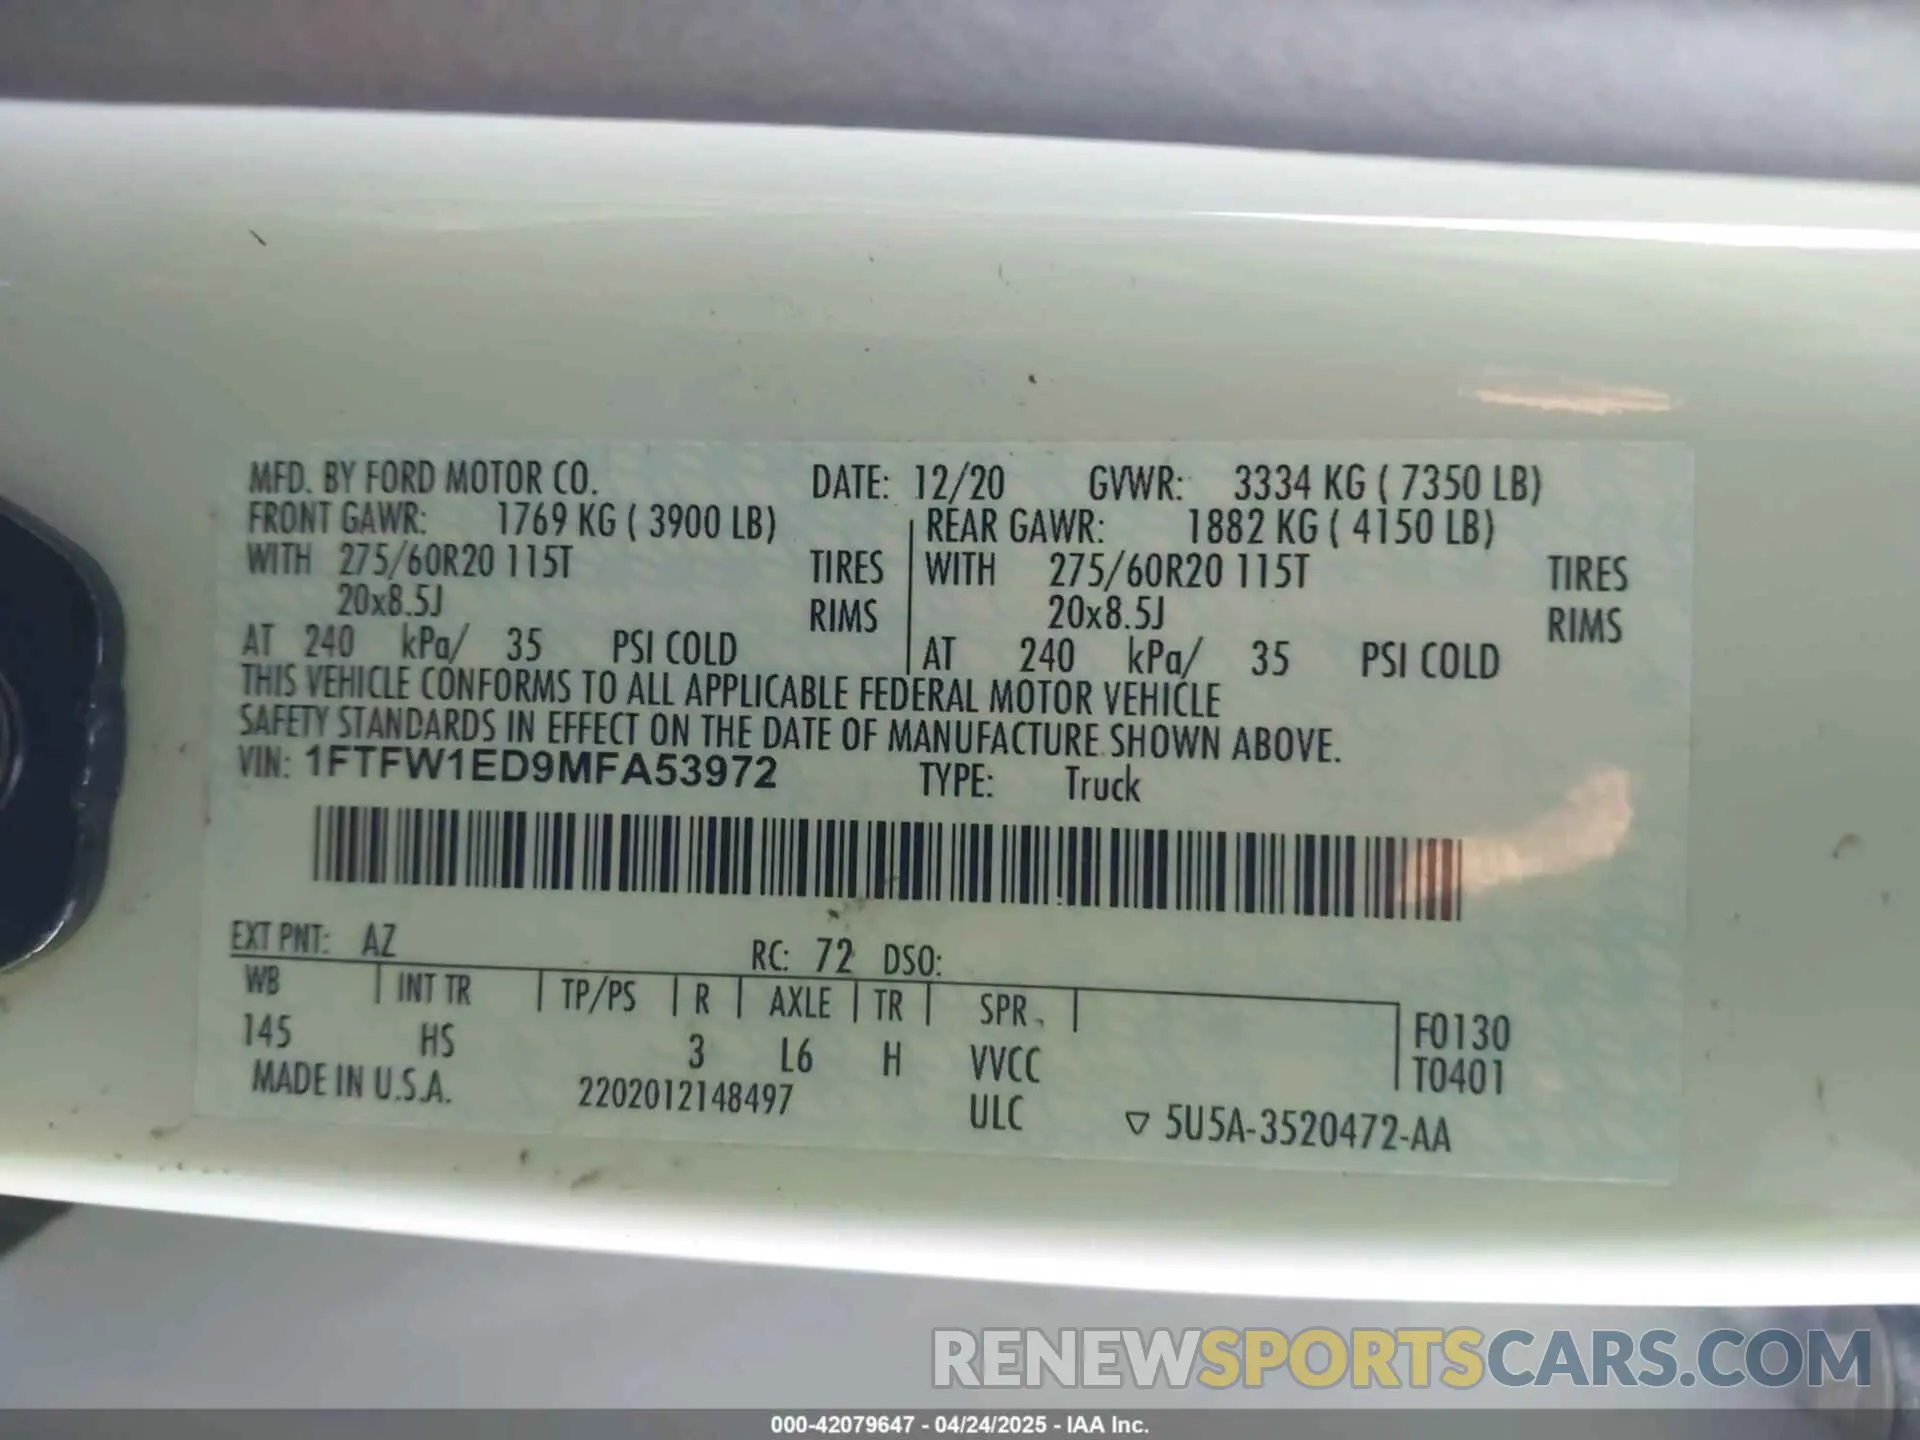 MFD. BY FORD MOTOR CO. DATE: 12/20 GVWR: 3334 KG ( 7350 LB)
FRONT GAWR: 1769 KG ( 3900 LB) REAR GAWR: 1882 KG ( 4150 LB)
WITH 275/60R20 115T TIRES WITH 275/60R20 115T TIRES
20x8.5J RIMS 20x8.5J RIMS
AT 240 kPa/ 35 PSI COLD AT 240 kPa/ 35 PSI COLD
THIS VEHICLE CONFORMS TO ALL APPLICABLE FEDERAL MOTOR VEHICLE
SAFETY STANDARDS IN EFFECT ON THE DATE OF MANUFACTURE SHOWN ABOVE.
VIN: 1FTFW1ED9MFA53972 TYPE: Truck
EXT PNT: AZ RC: 72 DSO:
WB INT TR TP/PS R AXLE TR SPR F0130
145 HS 3 L6 H VVCC T0401
MADE IN U.S.A. 2202012148497 ULC ▽ 5U5A-3520472-AA
RENEWSPORTSCARS.COM
000-42079647 - 04/24/2025 - IAA Inc.